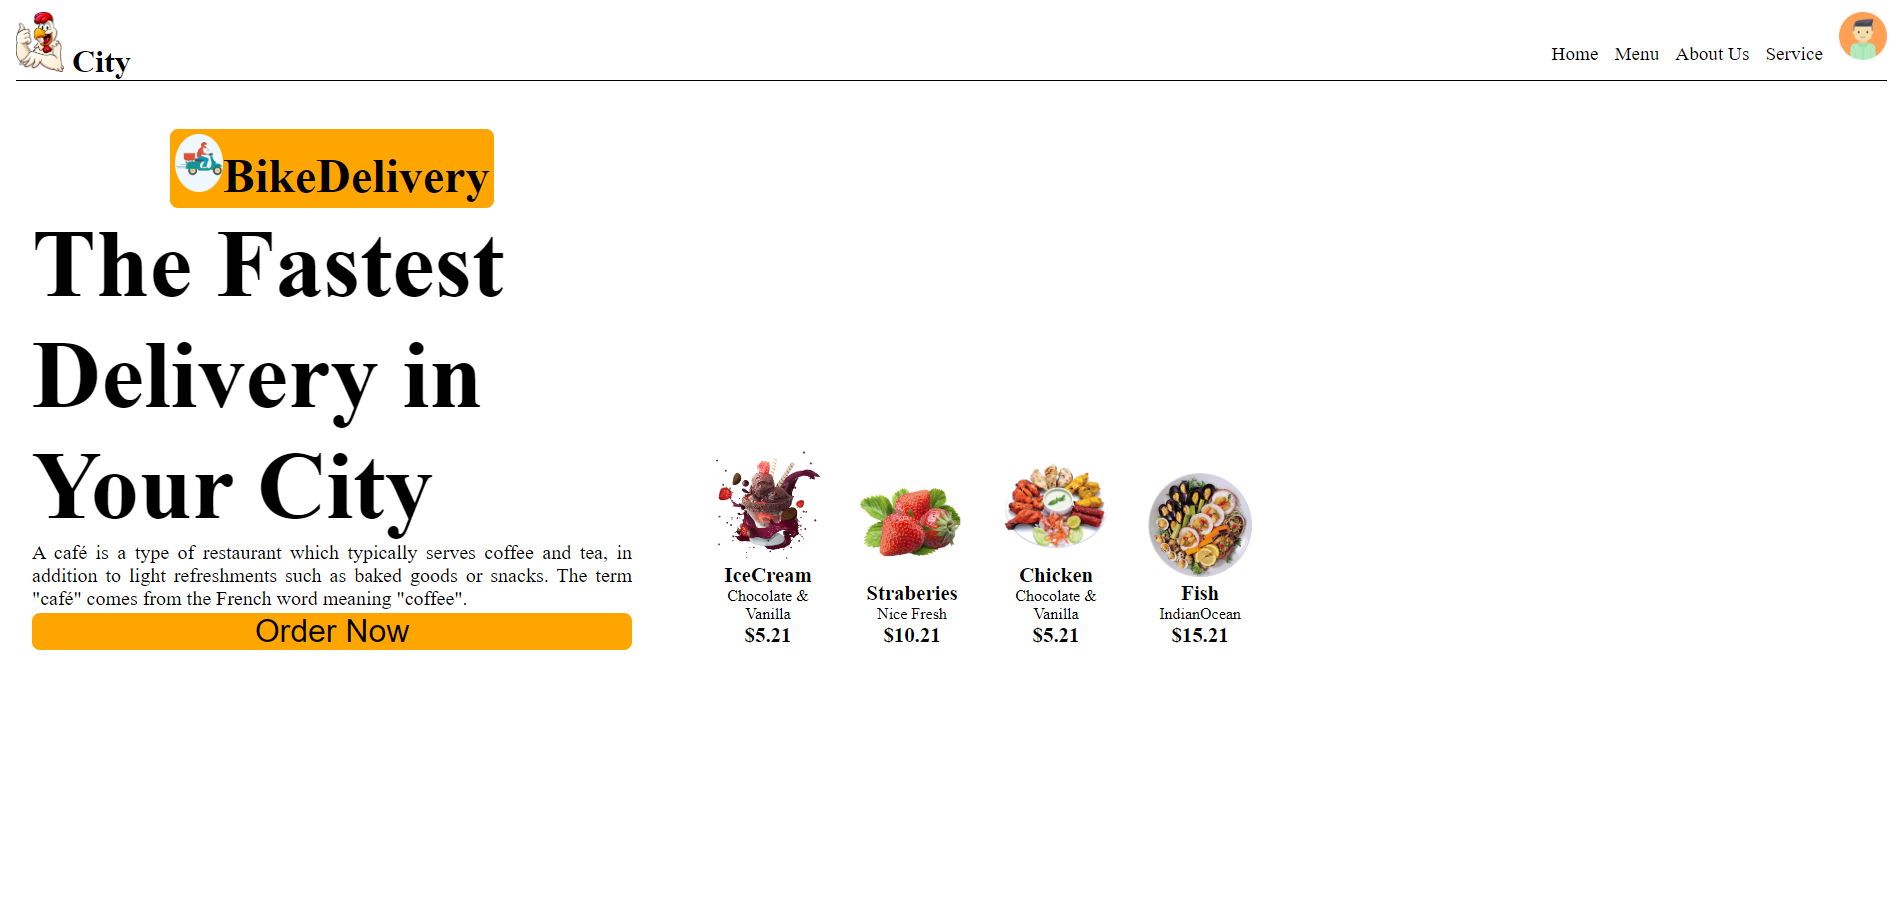 City
Home Menu About Us Service
BikeDelivery
The Fastest
Delivery in
Your City
A café is a type of restaurant which typically serves coffee and tea, in
addition to light refreshments such as baked goods or snacks. The term
"café" comes from the French word meaning "coffee".
Order Now
IceCream
Chocolate &
Vanilla
$5.21
Straberies
Nice Fresh
$10.21
Chicken
Chocolate &
Vanilla
$5.21
Fish
IndianOcean
$15.21